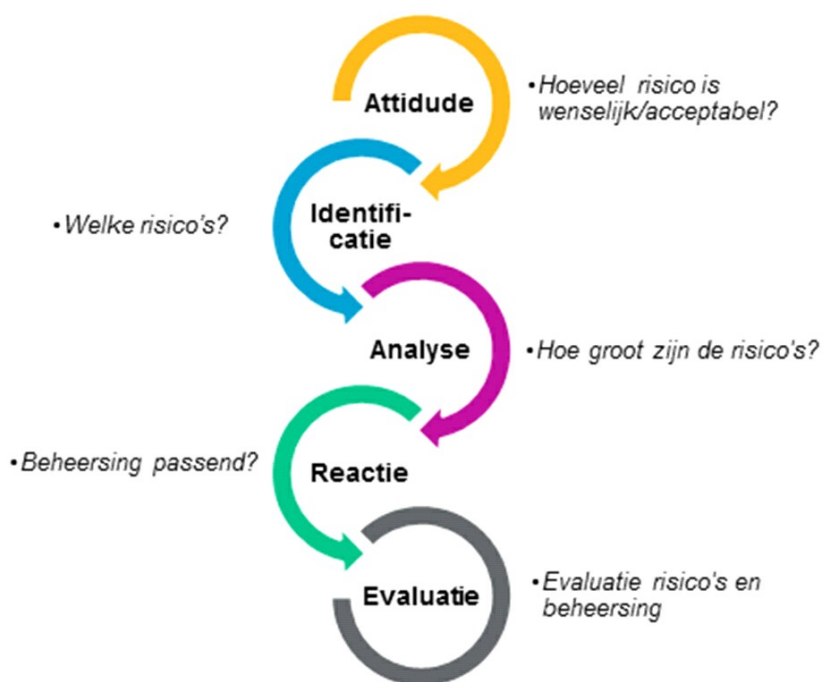 Attidude
•Hoeveel risico is
wenselijk/acceptabel?
Identifi-
catie
•Welke risico's?
Analyse
•Hoe groot zijn de risico's?
Reactie
•Beheersing passend?
Evaluatie
•Evaluatie risico's en
beheersing